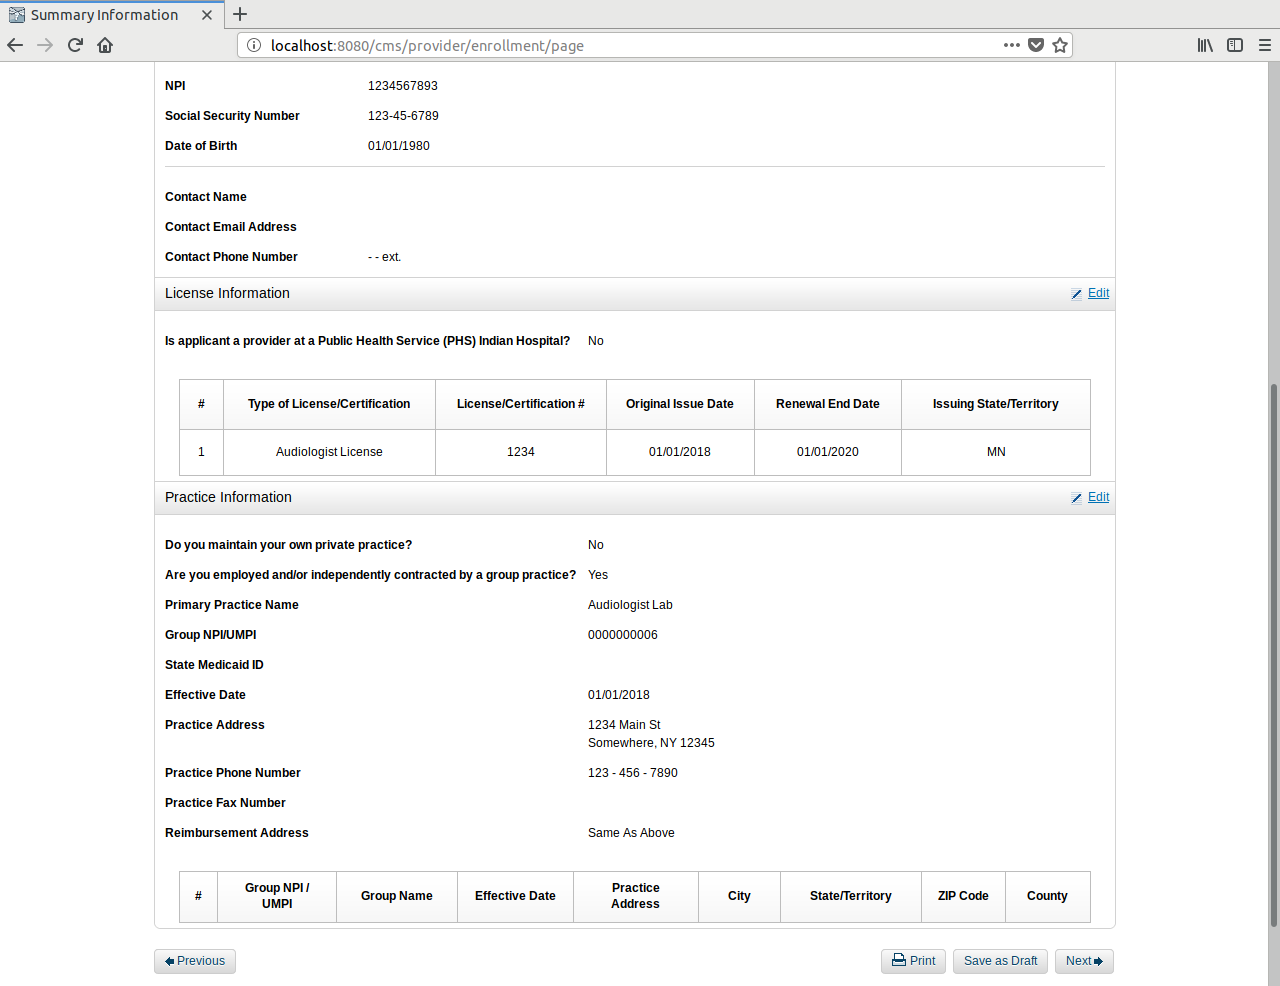 Summary Information
localhost:8080/cms/provider/enrollment/page
NPI 1234567893
Social Security Number 123-45-6789
Date of Birth 01/01/1980
Contact Name
Contact Email Address
Contact Phone Number - - ext.
License Information Edit
Is applicant a provider at a Public Health Service (PHS) Indian Hospital? No
# Type of License/Certification License/Certification # Original Issue Date Renewal End Date Issuing State/Territory
1 Audiologist License 1234 01/01/2018 01/01/2020 MN
Practice Information Edit
Do you maintain your own private practice? No
Are you employed and/or independently contracted by a group practice? Yes
Primary Practice Name Audiologist Lab
Group NPI/UMPI 0000000006
State Medicaid ID
Effective Date 01/01/2018
Practice Address 1234 Main St
Somewhere, NY 12345
Practice Phone Number 123 - 456 - 7890
Practice Fax Number
Reimbursement Address Same As Above
# Group NPI / UMPI Group Name Effective Date Practice Address City State/Territory ZIP Code County
Previous Print Save as Draft Next